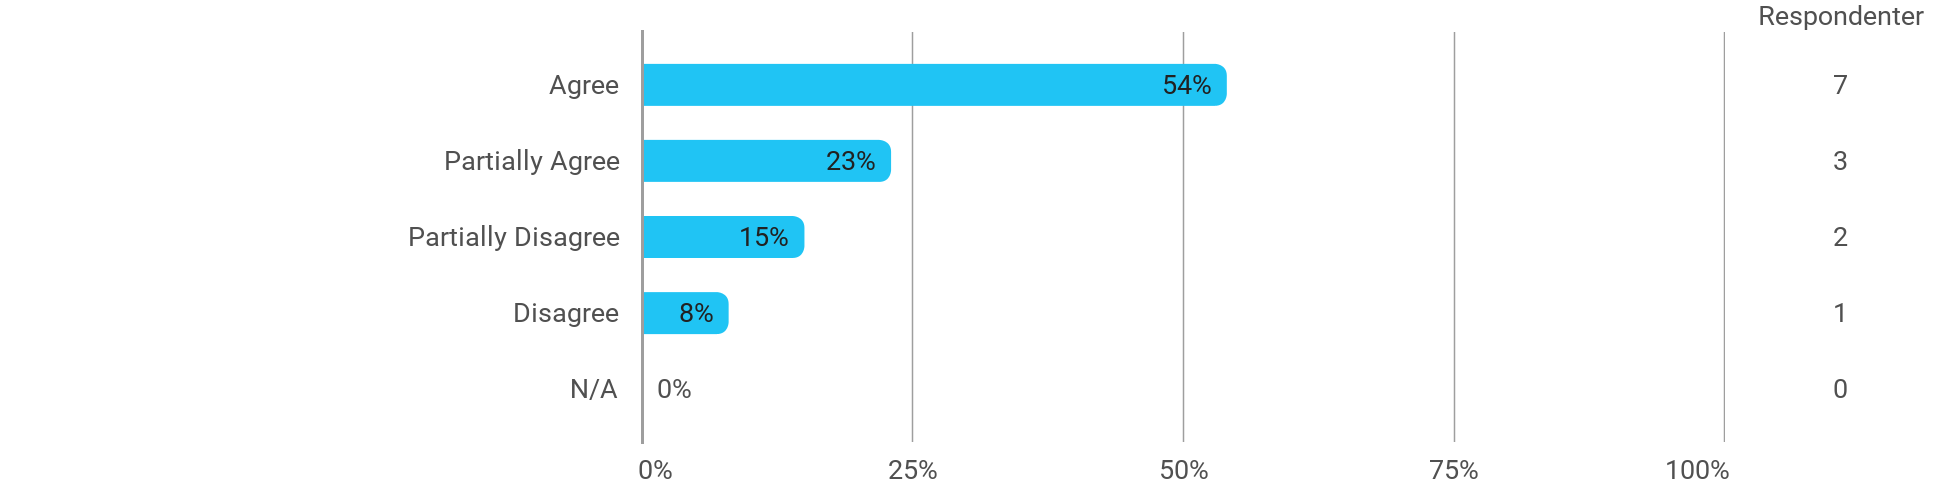 Respondenter
Agree 54% 7
Partially Agree 23% 3
Partially Disagree 15% 2
Disagree 8% 1
N/A 0% 0
0% 25% 50% 75% 100%